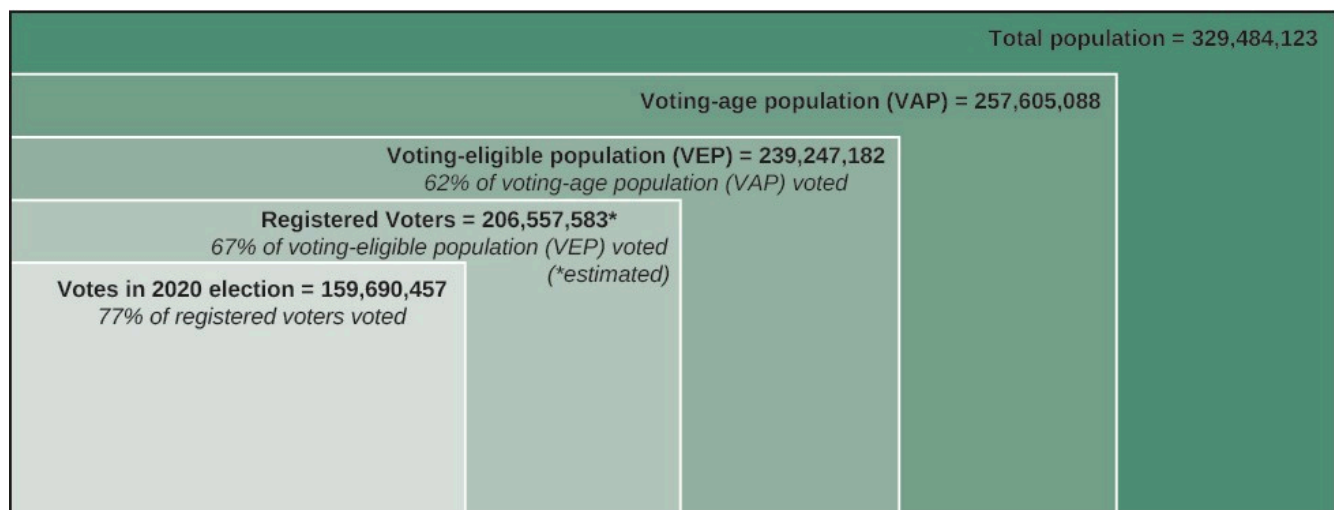 Total population = 329,484,123
Voting-age population (VAP) = 257,605,088
Voting-eligible population (VEP) = 239,247,182
62% of voting-age population (VAP) voted
Registered Voters = 206,557,583*
67% of voting-eligible population (VEP) voted
(*estimated)
Votes in 2020 election = 159,690,457
77% of registered voters voted